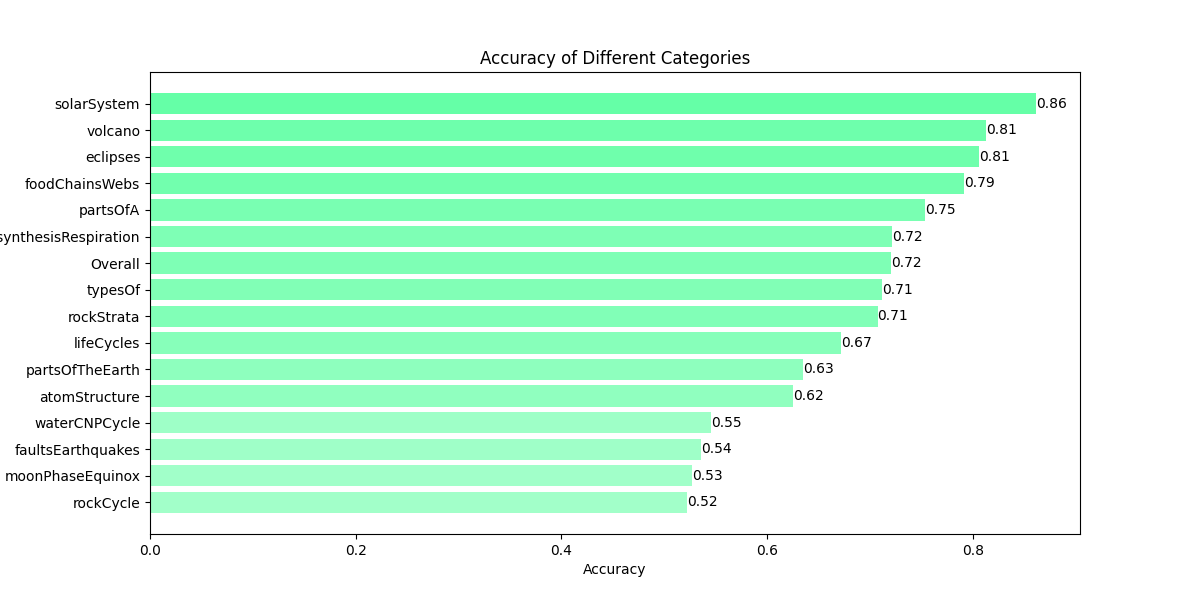 Accuracy of Different Categories
solarSystem 0.86
volcano 0.81
eclipses 0.81
foodChainsWebs 0.79
partsOfA 0.75
synthesisRespiration 0.72
Overall 0.72
typesOf 0.71
rockStrata 0.71
lifeCycles 0.67
partsOfTheEarth 0.63
atomStructure 0.62
waterCNPCycle 0.55
faultsEarthquakes 0.54
moonPhaseEquinox 0.53
rockCycle 0.52
0.0 0.2 0.4 0.6 0.8
Accuracy